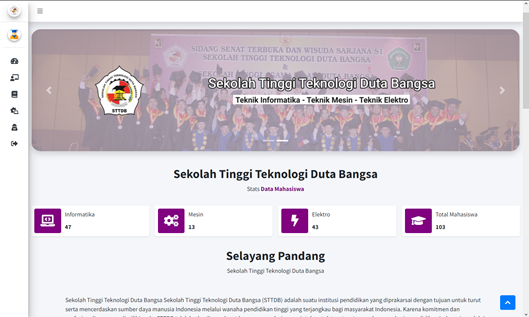 SIDANG SENAT TERBUKA DAN WISUDA SARJANA S1
SEKOLAH TINGGI TEKNOLOGI DUTA BANGSA
Sekolah Tinggi Teknologi Duta Bangsa
Teknik Informatika - Teknik Mesin - Teknik Elektro
STTDB
Sekolah Tinggi Teknologi Duta Bangsa
Stats Data Mahasiswa
Informatika
47
Mesin
13
Elektro
43
Total Mahasiswa
103
Selayang Pandang
Sekolah Tinggi Teknologi Duta Bangsa
Sekolah Tinggi Teknologi Duta Bangsa Sekolah Tinggi Teknologi Duta Bangsa (STTDB) adalah suatu institusi pendidikan yang diprakarsai dengan tujuan untuk turut
serta mencerdaskan sumber daya manusia Indonesia melalui wanaha pendidikan tinggi yang terjangkau bagi masyarakat Indonesia. Karena komitmen dan